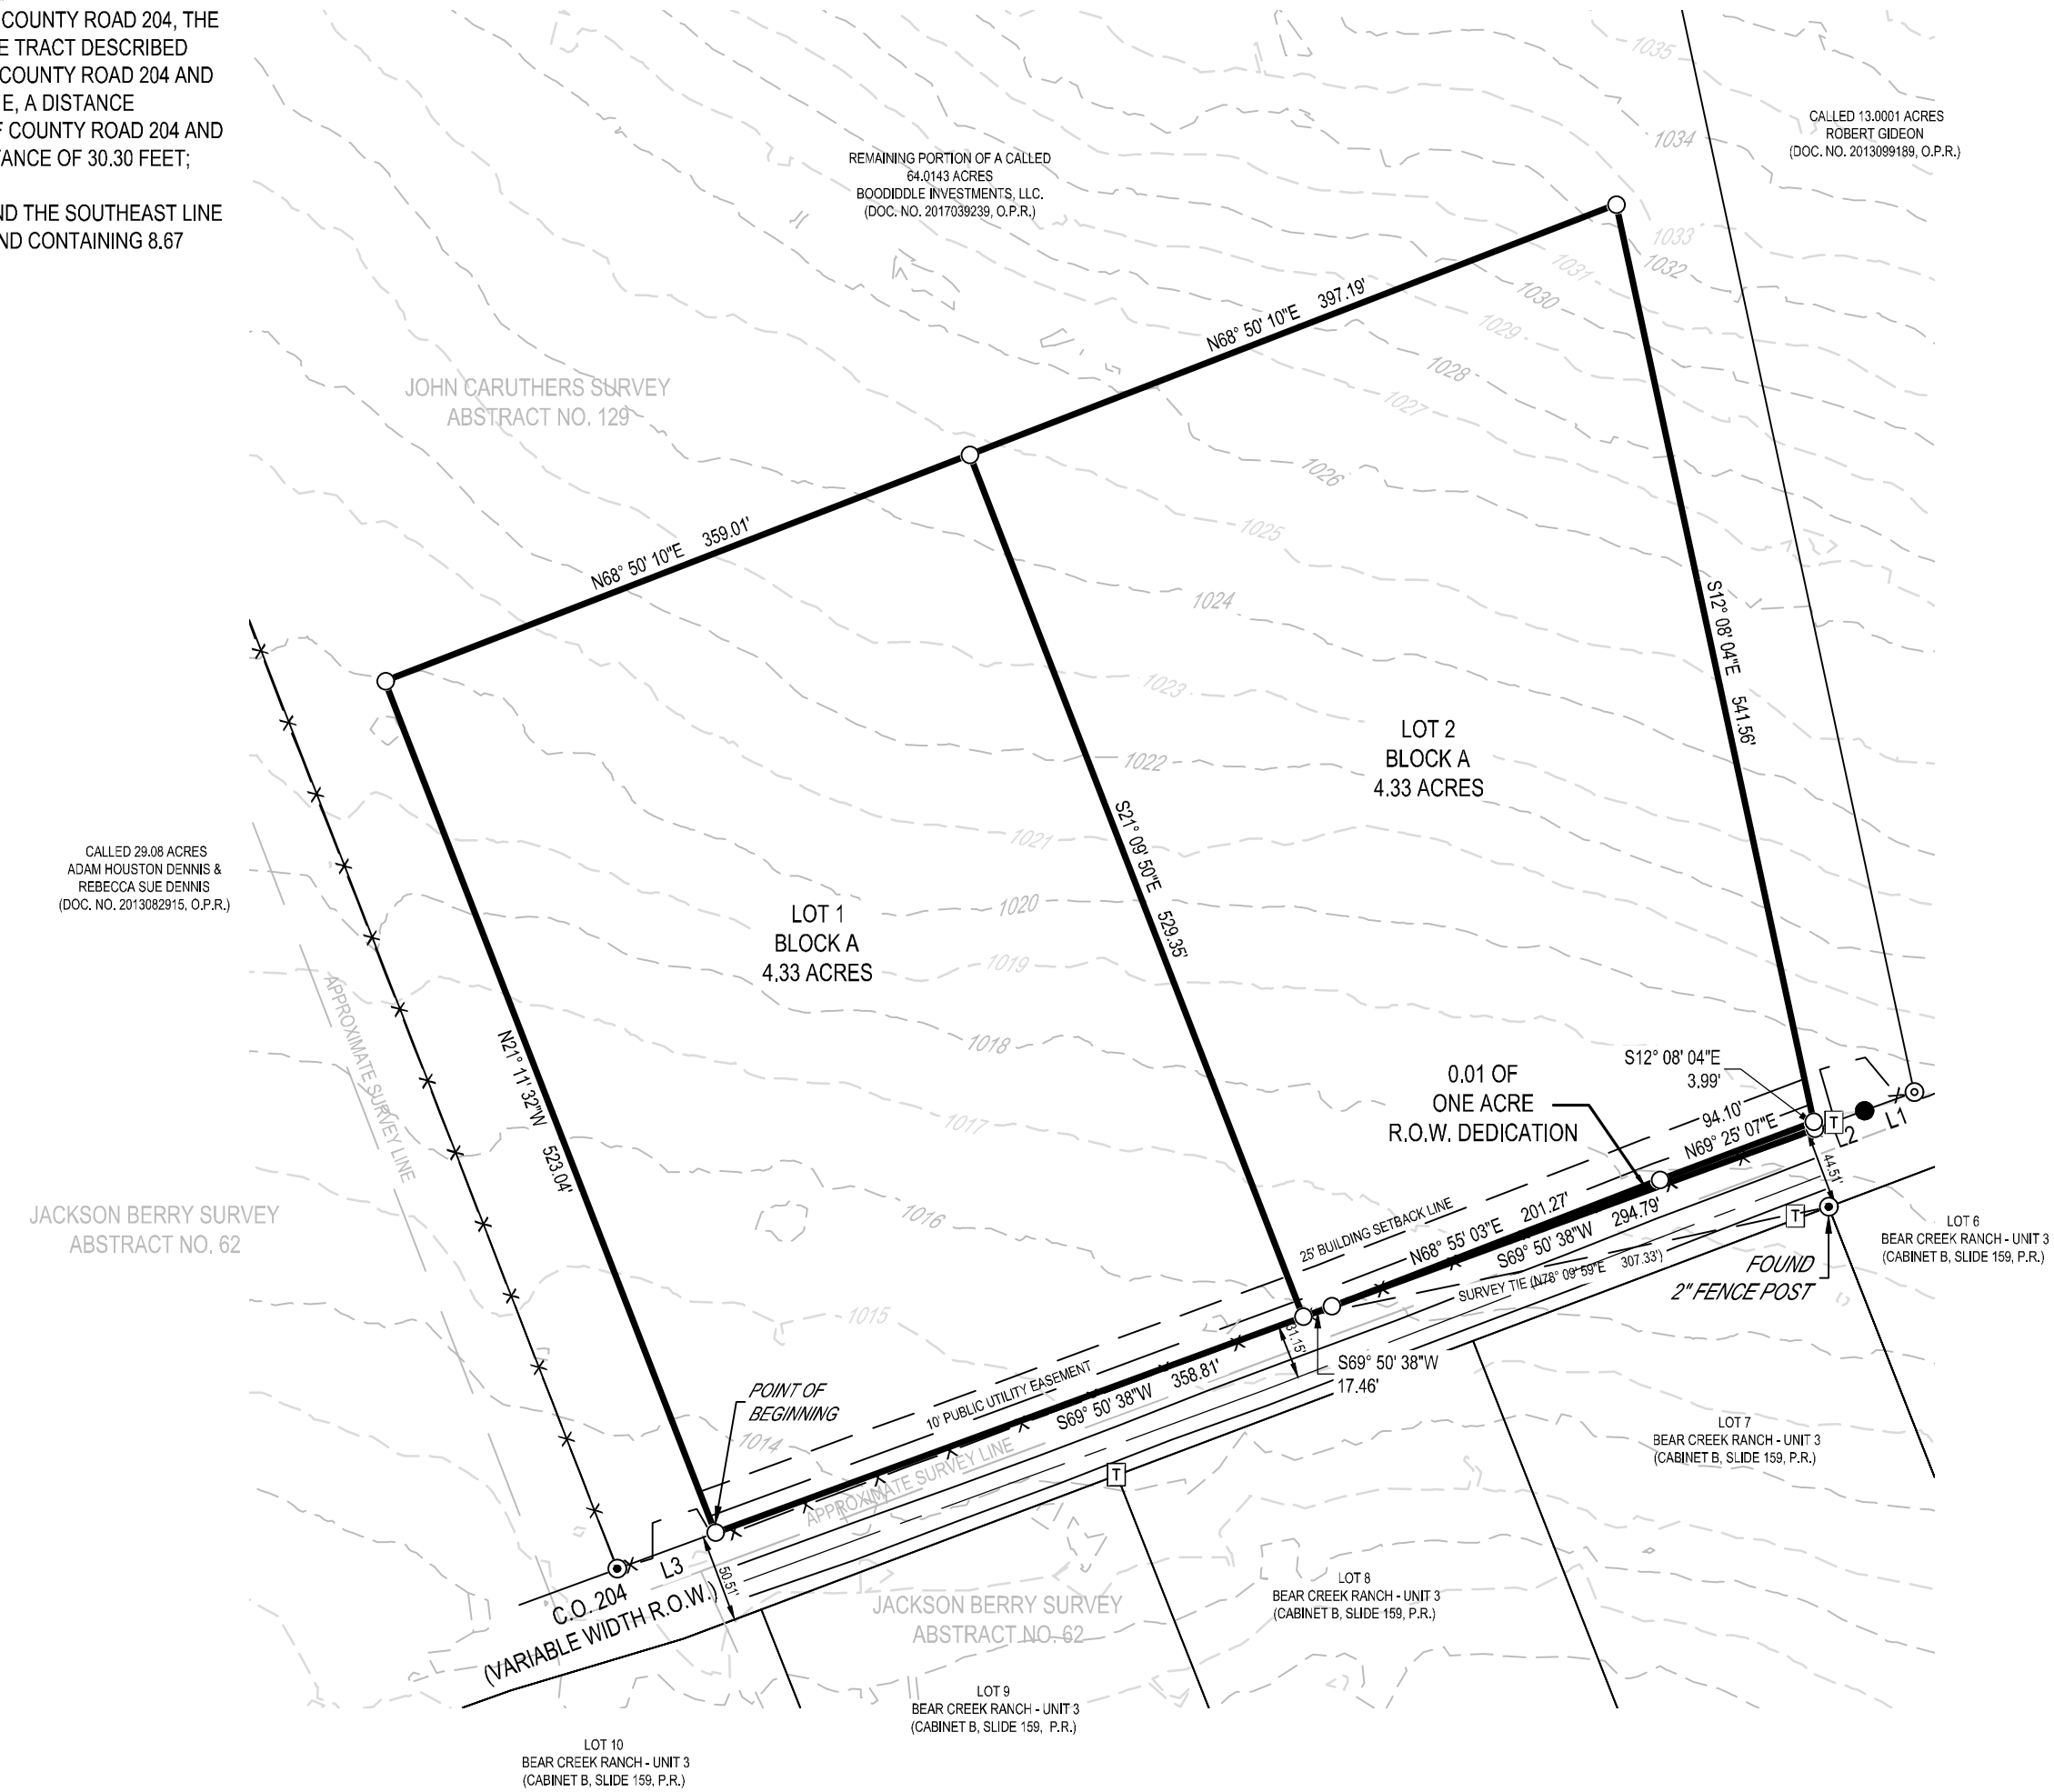 COUNTY ROAD 204, THE
E TRACT DESCRIBED
COUNTY ROAD 204 AND
E, A DISTANCE
F COUNTY ROAD 204 AND
TANCE OF 30.30 FEET;
ND THE SOUTHEAST LINE
ND CONTAINING 8.67
1035
1034
CALLED 13.0001 ACRES
ROBERT GIDEON
(DOC. NO. 2013099189, O.P.R.)
REMAINING PORTION OF A CALLED
64.0143 ACRES
BOODIDDLE INVESTMENTS, LLC.
(DOC. NO. 2017039239, O.P.R.)
1033
1032
1031
1030
1029
1028
1027
1026
1025
1024
1023
1022
1021
1020
1019
1018
1017
1016
1015
1014
N68° 50' 10"E 397.19'
JOHN CARUTHERS SURVEY
ABSTRACT NO. 129
N68° 50' 10"E 359.01'
S12° 08' 04"E 541.56'
LOT 2
BLOCK A
4.33 ACRES
S21° 09' 50"E 529.35'
CALLED 29.08 ACRES
ADAM HOUSTON DENNIS &
REBECCA SUE DENNIS
(DOC. NO. 2013082915, O.P.R.)
LOT 1
BLOCK A
4.33 ACRES
APPROXIMATE SURVEY LINE
N21° 11' 32"W 523.04'
S12° 08' 04"E
3.99'
0.01 OF
ONE ACRE
R.O.W. DEDICATION
94.10'
N69° 25' 07"E
T
L2
L1
44.51'
JACKSON BERRY SURVEY
ABSTRACT NO. 62
25' BUILDING SETBACK LINE
N68° 55' 03"E 201.27'
S69° 50' 38"W 294.79'
T
SURVEY TIE (N76° 09' 59"E 307.33')
FOUND
2" FENCE POST
LOT 6
BEAR CREEK RANCH - UNIT 3
(CABINET B, SLIDE 159, P.R.)
31.15'
S69° 50' 38"W
17.46'
10' PUBLIC UTILITY EASEMENT
S69° 50' 38"W 358.81'
POINT OF
BEGINNING
APPROXIMATE SURVEY LINE
T
LOT 7
BEAR CREEK RANCH - UNIT 3
(CABINET B, SLIDE 159, P.R.)
L3
50.51'
C.O. 204
(VARIABLE WIDTH R.O.W.)
JACKSON BERRY SURVEY
ABSTRACT NO. 62
LOT 8
BEAR CREEK RANCH - UNIT 3
(CABINET B, SLIDE 159, P.R.)
LOT 9
BEAR CREEK RANCH - UNIT 3
(CABINET B, SLIDE 159, P.R.)
LOT 10
BEAR CREEK RANCH - UNIT 3
(CABINET B, SLIDE 159, P.R.)